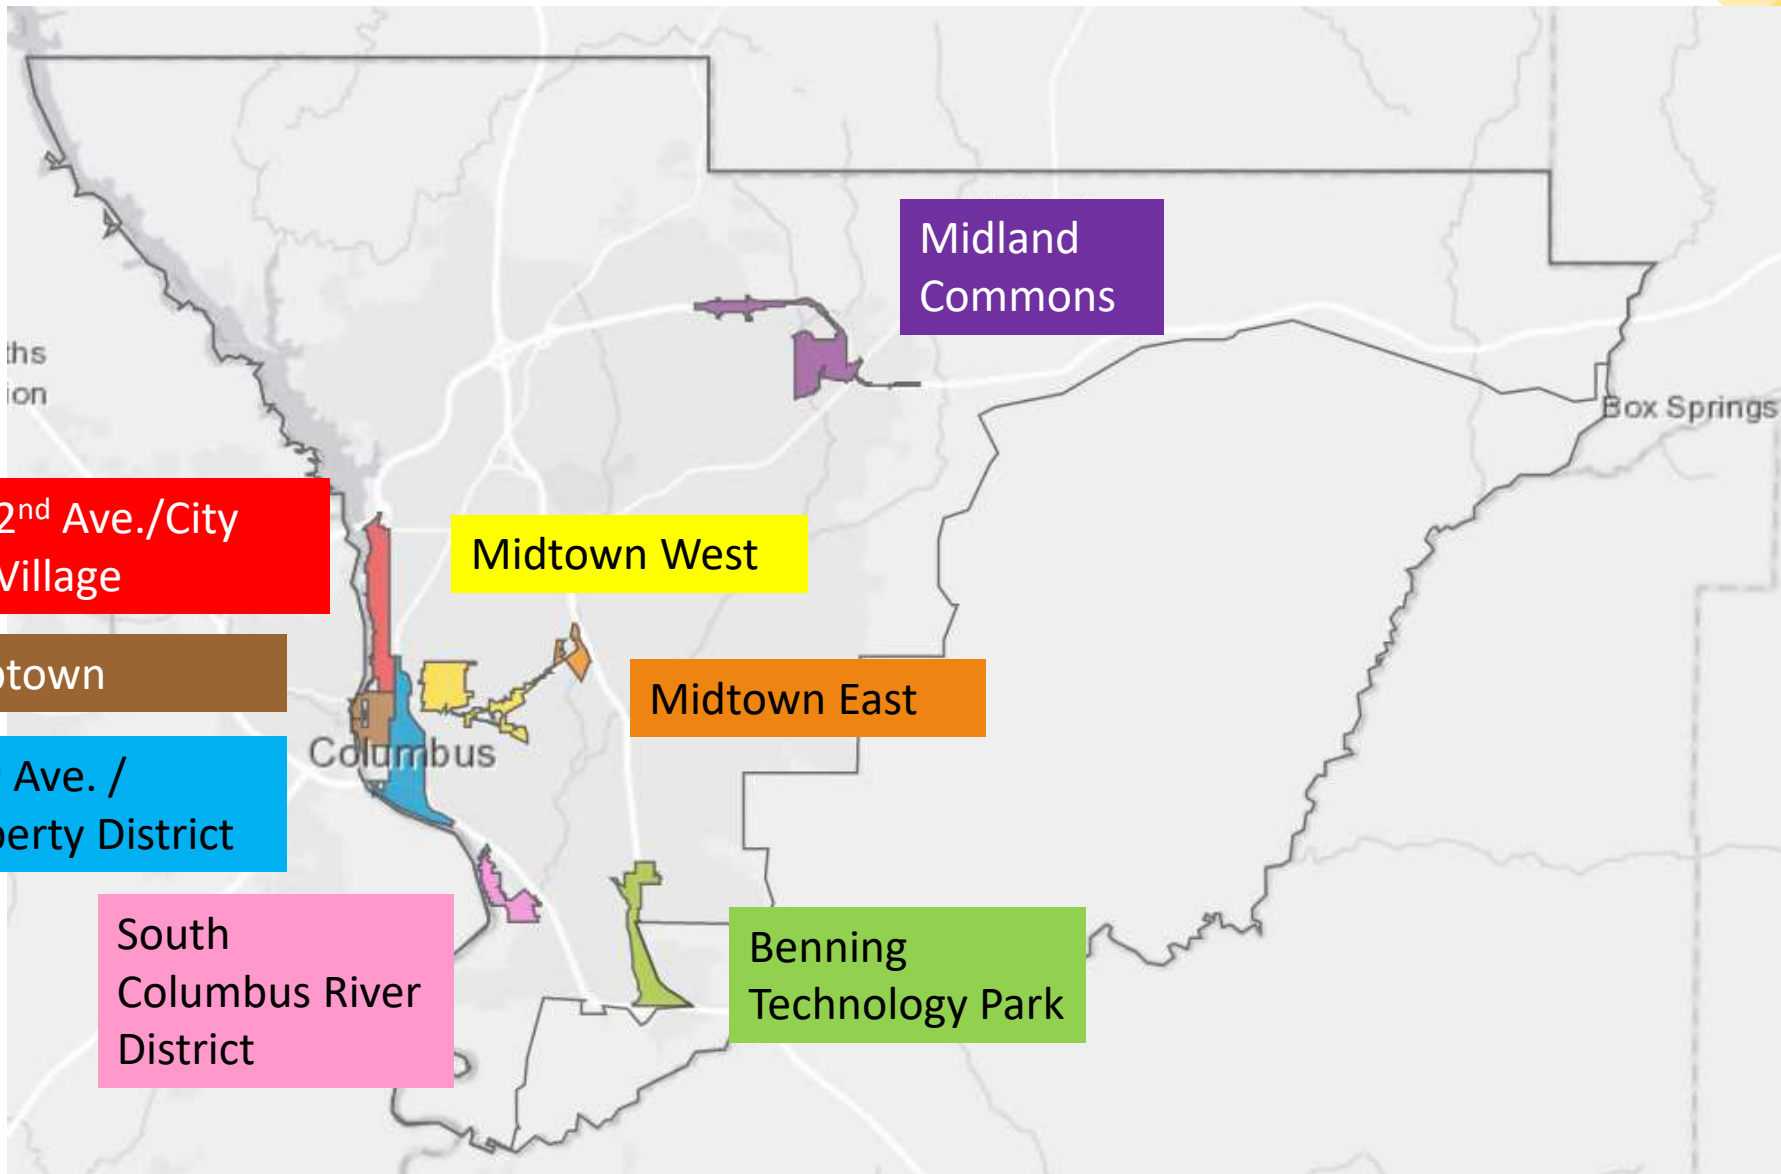 Midland
Commons
ths
ion
Box Springs
2nd Ave./City
Village
Midtown West
town
Midtown East
Columbus
Ave. /
perty District
South
Columbus River
District
Benning
Technology Park